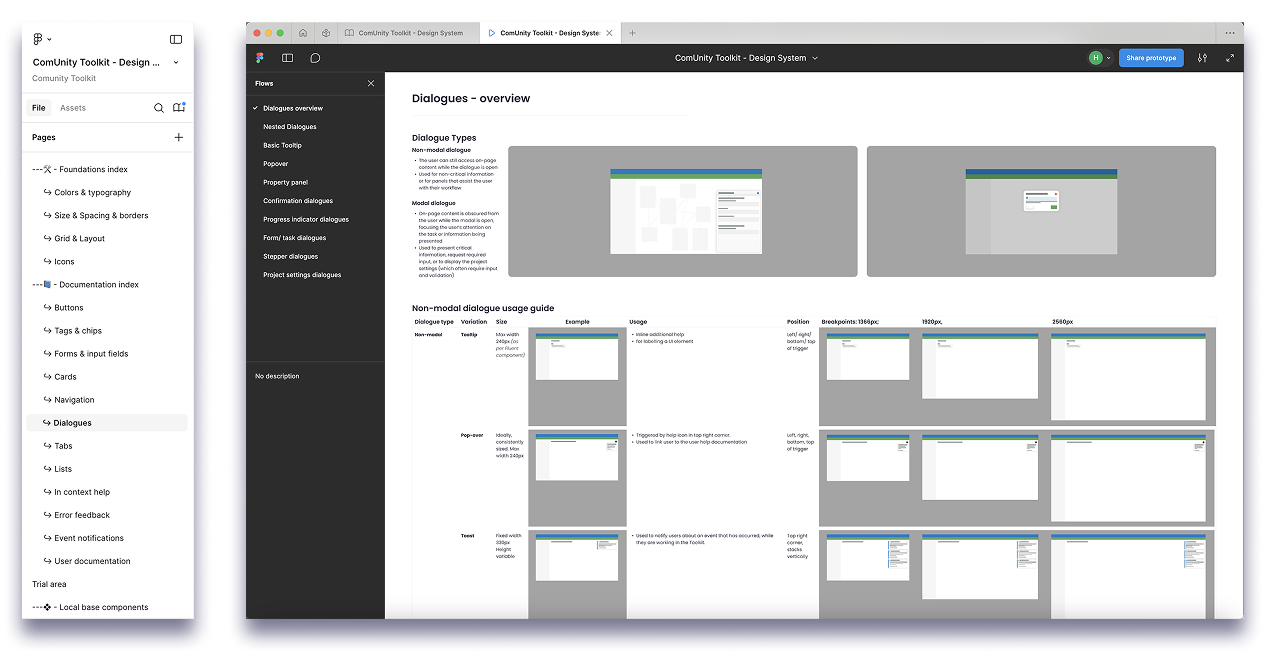 ComUnity Toolkit - Design ...
Comunity Toolkit
File
Assets
Pages
---🛠 - Foundations index
↪ Colors & typography
↪ Size & Spacing & borders
↪ Grid & Layout
↪ Icons
---📘 - Documentation index
↪ Buttons
↪ Tags & chips
↪ Forms & input fields
↪ Cards
↪ Navigation
↪ Dialogues
↪ Tabs
↪ Lists
↪ In context help
↪ Error feedback
↪ Event notifications
↪ User documentation
Trial area
---❖ - Local base components
ComUnity Toolkit - Design System
ComUnity Toolkit - Design Syste
ComUnity Toolkit - Design System
H
Share prototype
Flows
Dialogues overview
Nested Dialogues
Basic Tooltip
Popover
Property panel
Confirmation dialogues
Progress indicator dialogues
Form/ task dialogues
Stepper dialogues
Project settings dialogues
No description
Dialogues - overview
Dialogue Types
Non-modal dialogue
• The user can still access on-page
content while the dialogue is open
• Used for non-critical information
or for panels that assist the user
with their workflow
Modal dialogue
• On-page content is obscured from
the user while the modal is open,
focusing the user's attention on
the task or information being
presented
• Used to present critical
information, request required
input, or to display the project
settings (which often require input
and validation)
Non-modal dialogue usage guide
Dialogue type Variation Size Example Usage Position Breakpoints: 1366px; 1920px, 2560px
Non-modal
Tooltip
Max width
240px (as
per Fluent
component)
• Inline additional help
• for labelling a UI element
Left/ right/
bottom/ top
of trigger
Pop-over
Ideally,
consistently
sized. Max
width 240px
• Triggered by help icon in top right corner.
• Used to link user to the user help documentation
Left, right,
bottom, top
of trigger
Toast
Fixed width
330px
Height
variable
• Used to notify users about an event that has occurred, while
they are working in the Toolkit.
Top right
corner,
stacks
vertically